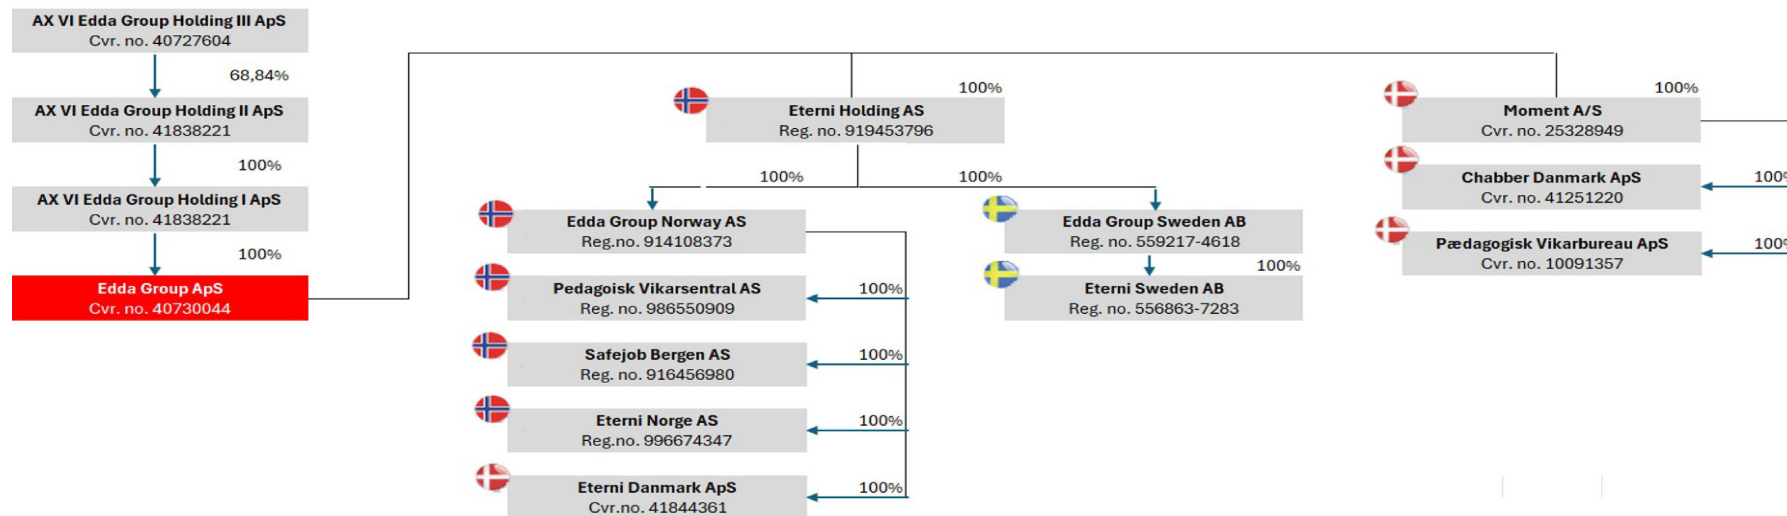 AX VI Edda Group Holding III ApS
Cvr. no. 40727604
68,84%
AX VI Edda Group Holding II ApS
Cvr. no. 41838221
100%
AX VI Edda Group Holding I ApS
Cvr. no. 41838221
100%
Edda Group ApS
Cvr. no. 40730044
100%
Eterni Holding AS
Reg. no. 919453796
100%
100%
Edda Group Norway AS
Reg.no. 914108373
Pedagoisk Vikarsentral AS
Reg. no. 986550909
100%
Safejob Bergen AS
Reg. no. 916456980
100%
Eterni Norge AS
Reg.no. 996674347
100%
Eterni Danmark ApS
Cvr.no. 41844361
100%
Edda Group Sweden AB
Reg. no. 559217-4618
100%
Eterni Sweden AB
Reg. no. 556863-7283
100%
Moment A/S
Cvr. no. 25328949
Chabber Danmark ApS
Cvr. no. 41251220
100%
Pædagogisk Vikarbureau ApS
Cvr. no. 10091357
100%